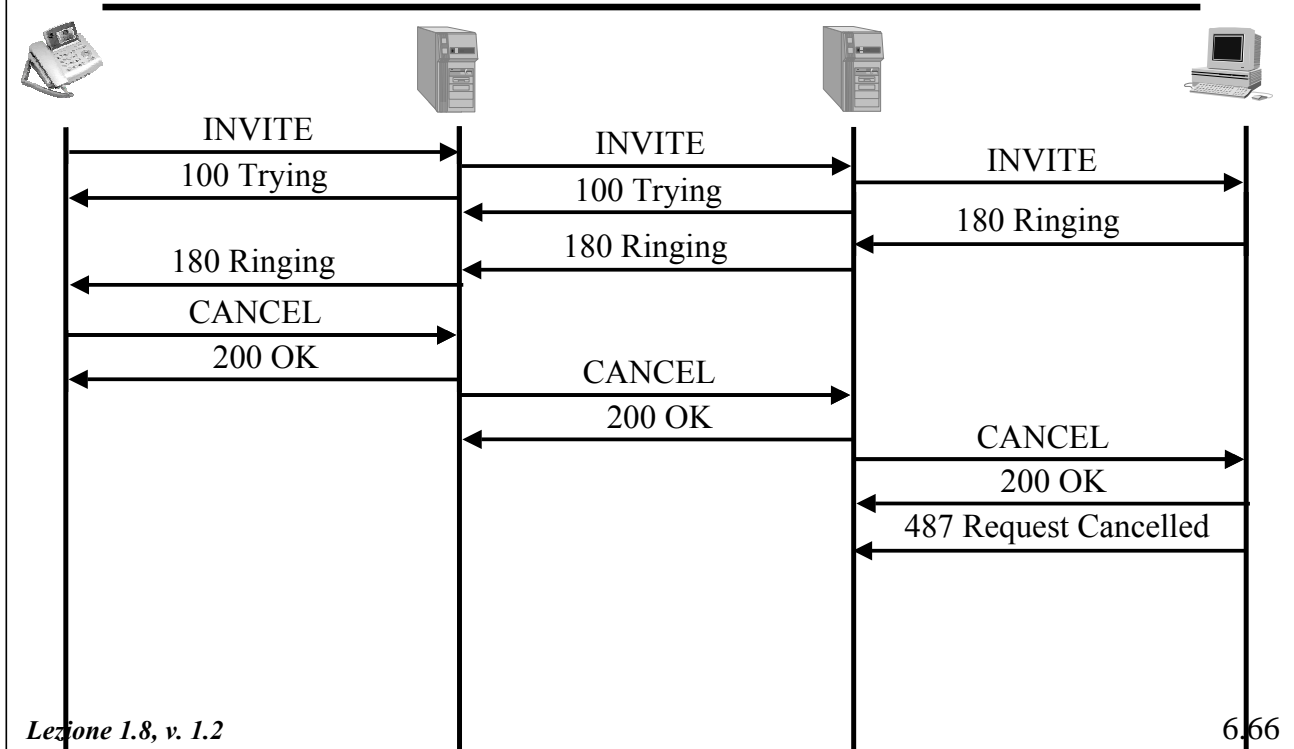 INVITE
INVITE
INVITE
100 Trying
100 Trying
180 Ringing
180 Ringing
180 Ringing
CANCEL
200 OK
CANCEL
200 OK
CANCEL
200 OK
487 Request Cancelled
Lezione 1.8, v. 1.2
6.66